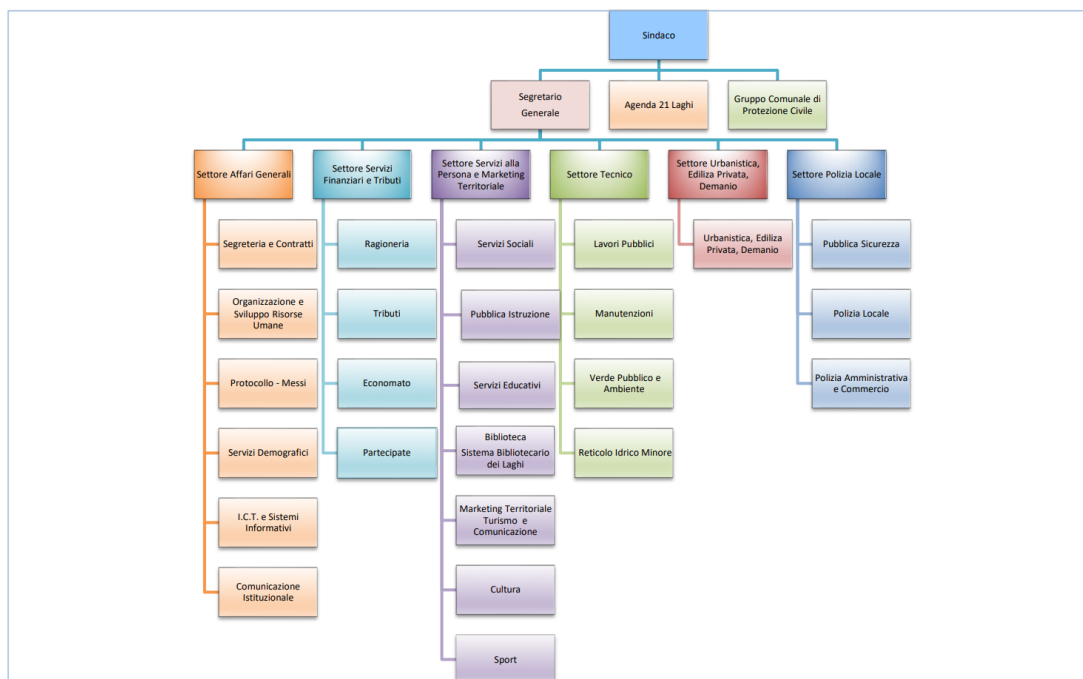 Sindaco
Segretario
Generale
Agenda 21 Laghi
Gruppo Comunale di
Protezione Civile
Settore Affari Generali
Settore Servizi
Finanziari e Tributi
Settore Servizi alla
Persona e Marketing
Territoriale
Settore Tecnico
Settore Urbanistica,
Ediliza Privata,
Demanio
Settore Polizia Locale
Segreteria e Contratti
Organizzazione e
Sviluppo Risorse
Umane
Protocollo - Messi
Servizi Demografici
I.C.T. e Sistemi
Informativi
Comunicazione
Istituzionale
Ragioneria
Tributi
Economato
Partecipate
Servizi Sociali
Pubblica Istruzione
Servizi Educativi
Biblioteca
Sistema Bibliotecario
dei Laghi
Marketing Territoriale
Turismo e
Comunicazione
Cultura
Sport
Lavori Pubblici
Manutenzioni
Verde Pubblico e
Ambiente
Reticolo Idrico Minore
Urbanistica, Ediliza
Privata, Demanio
Pubblica Sicurezza
Polizia Locale
Polizia Amministrativa
e Commercio